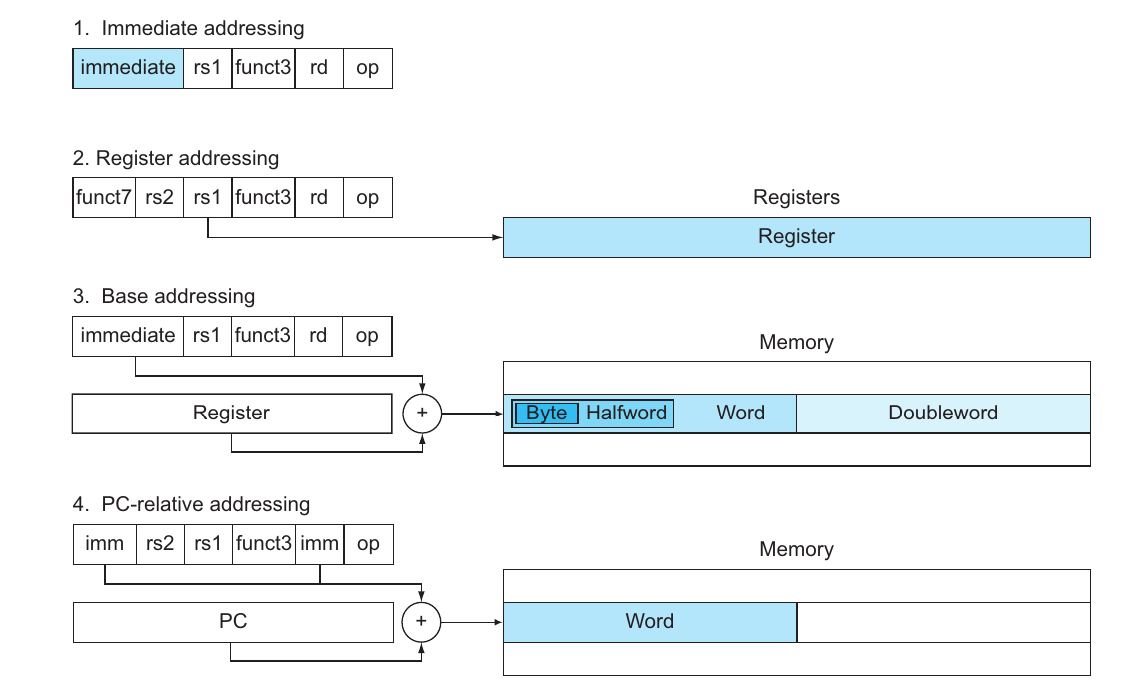 1. Immediate addressing
immediate rs1 funct3 rd op
2. Register addressing
funct7 rs2 rs1 funct3 rd op
Registers
Register
3. Base addressing
immediate rs1 funct3 rd op
Memory
Register + Byte Halfword Word Doubleword
4. PC-relative addressing
imm rs2 rs1 funct3 imm op
Memory
PC + Word